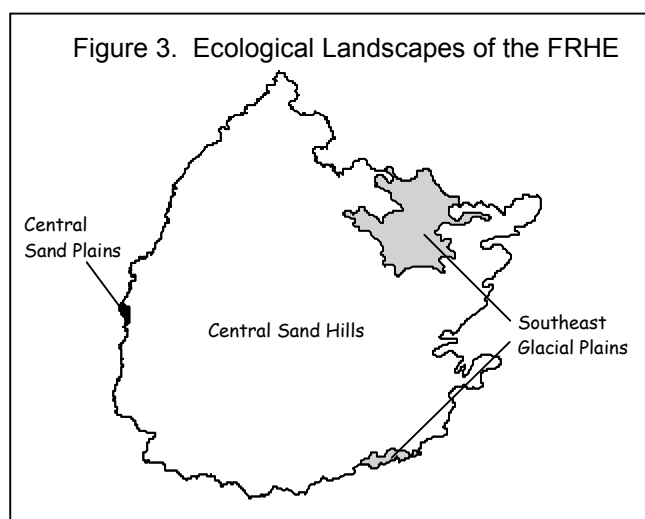 Figure 3. Ecological Landscapes of the FRHE
Central
Sand Plains
Central Sand Hills
Southeast
Glacial Plains